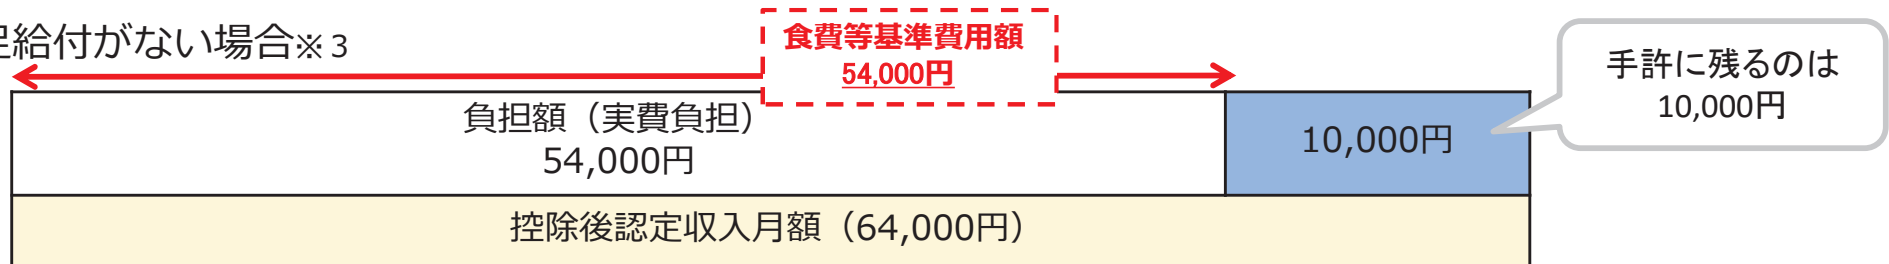 給付がない場合※3
食費等基準費用額
54,000円
手許に残るのは
10,000円
負担額（実費負担）
54,000円
10,000円
控除後認定収入月額（64,000円）